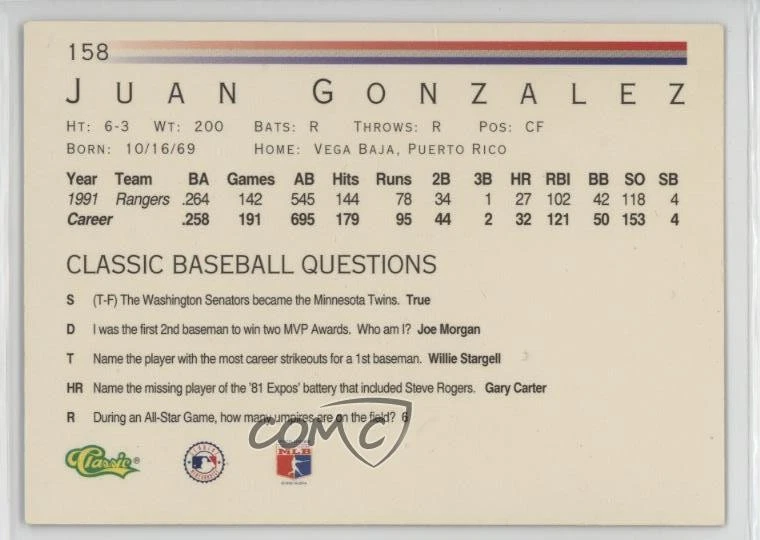 158
JUAN GONZALEZ
HT: 6-3 WT: 200 BATS: R THROWS: R POS: CF
BORN: 10/16/69 HOME: VEGA BAJA, PUERTO RICO
Year Team BA Games AB Hits Runs 2B 3B HR RBI BB SO SB
1991 Rangers .264 142 545 144 78 34 1 27 102 42 118 4
Career .258 191 695 179 95 44 2 32 121 50 153 4
CLASSIC BASEBALL QUESTIONS
S (T-F) The Washington Senators became the Minnesota Twins. True
D I was the first 2nd baseman to win two MVP Awards. Who am I? Joe Morgan
T Name the player with the most career strikeouts for a 1st baseman. Willie Stargell
HR Name the missing player of the '81 Expos' battery that included Steve Rogers. Gary Carter
R During an All-Star Game, how many umpires are on the field? 6
COMC
Classic®
MLB